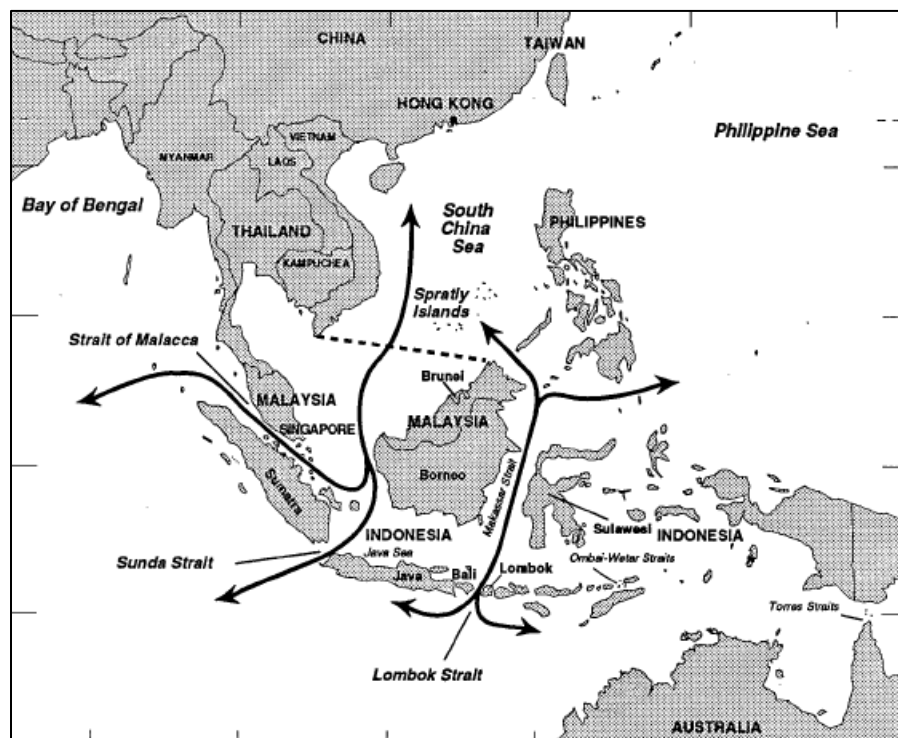 CHINA
TAIWAN
HONG KONG
Philippine Sea
VIETNAM
MYANMAR
LAOS
Bay of Bengal
South
China
Sea
PHILIPPINES
THAILAND
KAMPUCHEA
Spratly
Islands
Strait of Malacca
Brunei
MALAYSIA
MALAYSIA
SINGAPORE
Borneo
Makassar Strait
Sumatra
Sulawesi
INDONESIA
INDONESIA
Java Sea
Ombai-Wetar Straits
Sunda Strait
Java
Bali
Lombok
Torres Straits
Lombok Strait
AUSTRALIA